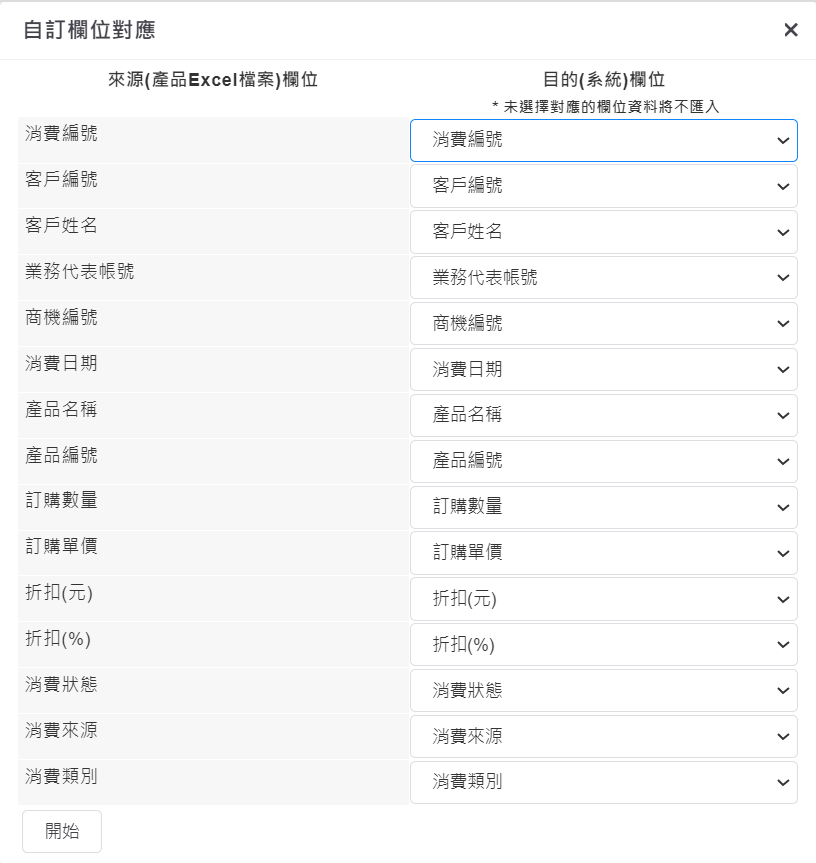 自訂欄位對應
來源(產品Excel檔案)欄位
目的(系統)欄位
* 未選擇對應的欄位資料將不匯入
消費編號
消費編號
客戶編號
客戶編號
客戶姓名
客戶姓名
業務代表帳號
業務代表帳號
商機編號
商機編號
消費日期
消費日期
產品名稱
產品名稱
產品編號
產品編號
訂購數量
訂購數量
訂購單價
訂購單價
折扣(元)
折扣(元)
折扣(%)
折扣(%)
消費狀態
消費狀態
消費來源
消費來源
消費類別
消費類別
開始